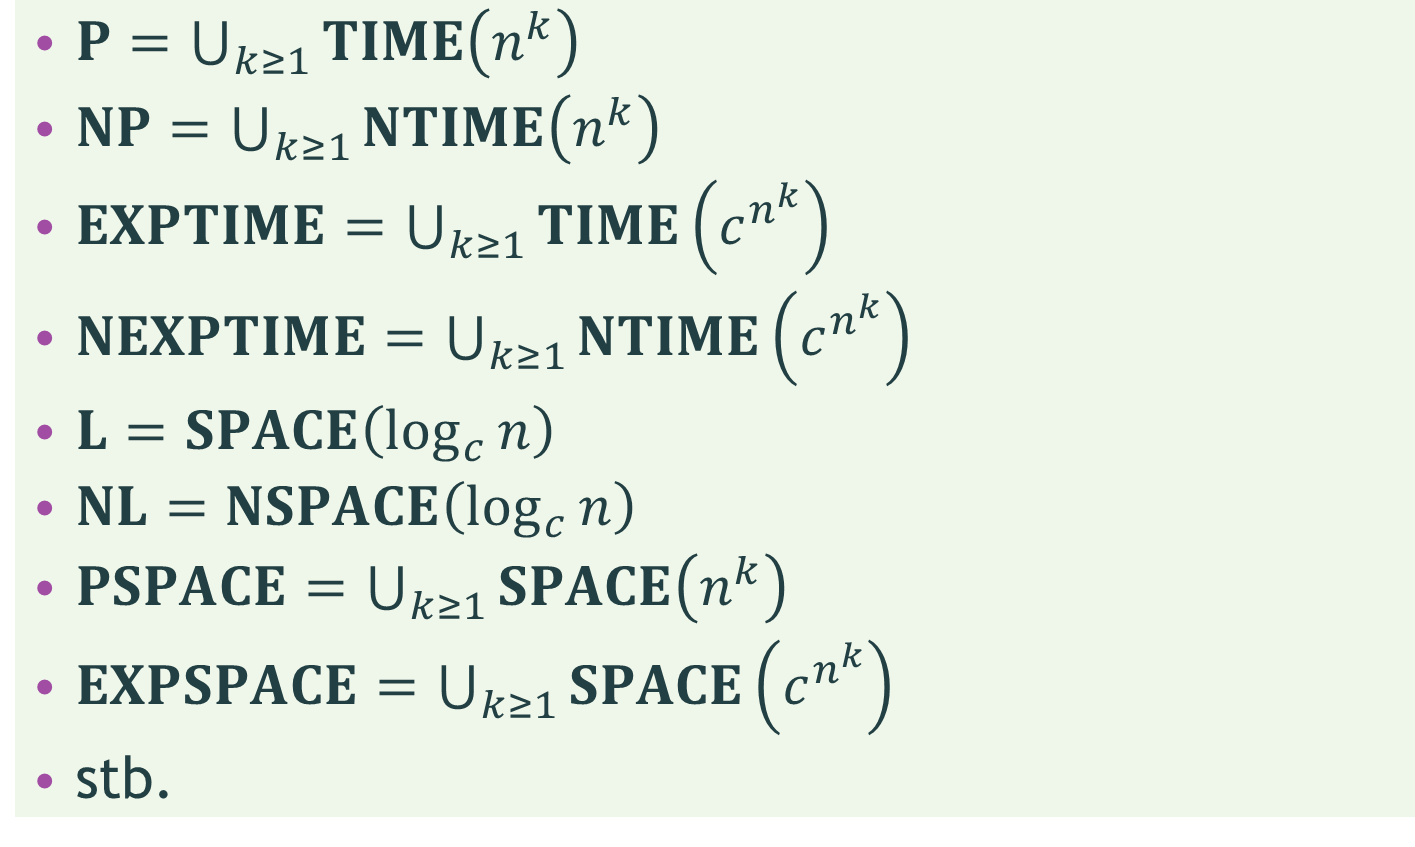 • P = ⋃ₖ≥₁ TIME(n^k)
• NP = ⋃ₖ≥₁ NTIME(n^k)
• EXPTIME = ⋃ₖ≥₁ TIME(c^{n^k})
• NEXPTIME = ⋃ₖ≥₁ NTIME(c^{n^k})
• L = SPACE(log_c n)
• NL = NSPACE(log_c n)
• PSPACE = ⋃ₖ≥₁ SPACE(n^k)
• EXPSPACE = ⋃ₖ≥₁ SPACE(c^{n^k})
• stb.